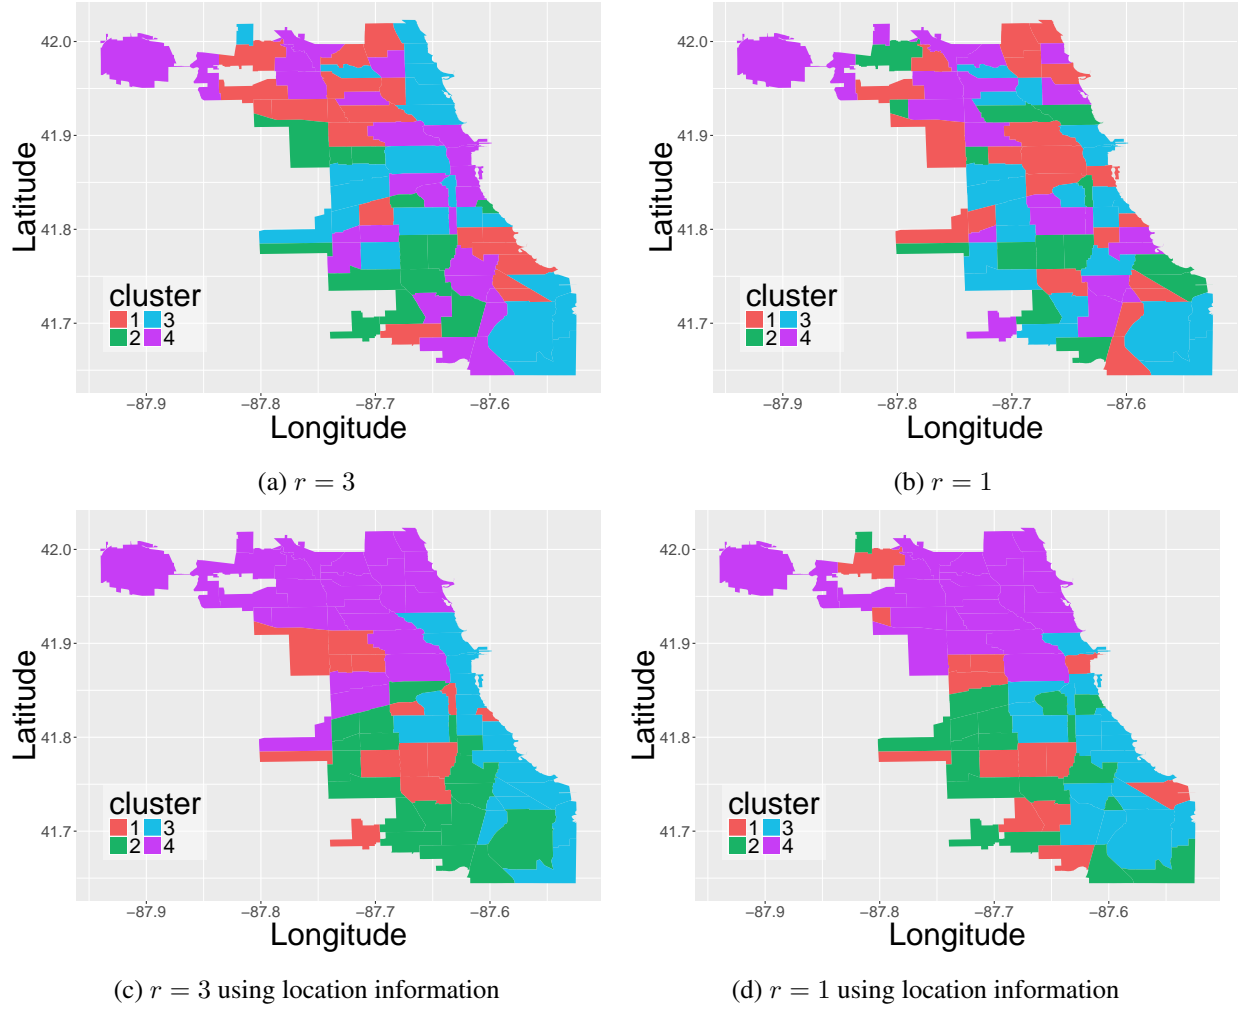 42.0
41.9
41.8
41.7
Latitude
cluster
1 3
2 4
−87.9 −87.8 −87.7 −87.6
Longitude
(a) r = 3
42.0
41.9
41.8
41.7
Latitude
cluster
1 3
2 4
−87.9 −87.8 −87.7 −87.6
Longitude
(b) r = 1
42.0
41.9
41.8
41.7
Latitude
cluster
1 3
2 4
−87.9 −87.8 −87.7 −87.6
Longitude
(c) r = 3 using location information
42.0
41.9
41.8
41.7
Latitude
cluster
1 3
2 4
−87.9 −87.8 −87.7 −87.6
Longitude
(d) r = 1 using location information